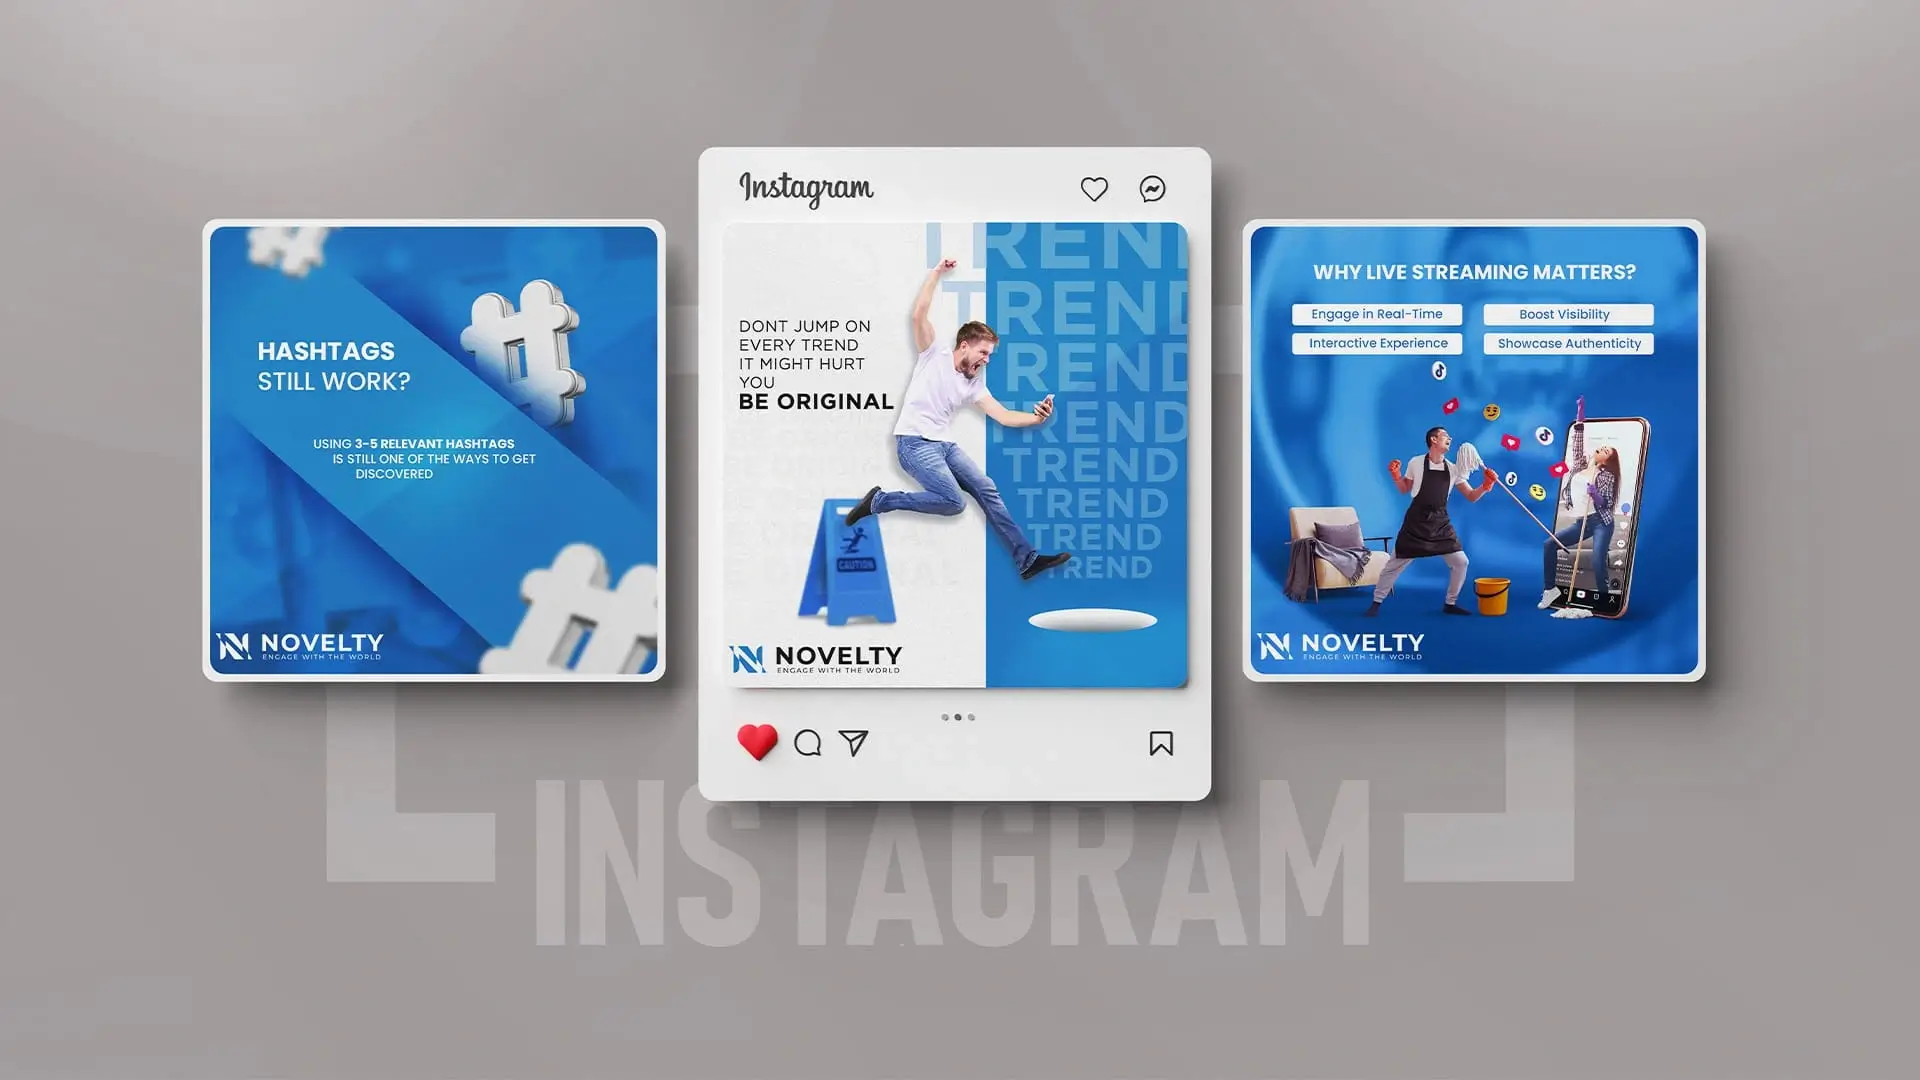 HASHTAGS
STILL WORK?
USING 3-5 RELEVANT HASHTAGS
IS STILL ONE OF THE WAYS TO GET
DISCOVERED
NOVELTY
ENGAGE WITH THE WORLD
Instagram
DONT JUMP ON
EVERY TREND
IT MIGHT HURT
YOU
BE ORIGINAL
TREND
TREND
TREND
TREND
TREND
TREND
TREND
TREND
CAUTION
NOVELTY
ENGAGE WITH THE WORLD
WHY LIVE STREAMING MATTERS?
Engage in Real-Time Boost Visibility
Interactive Experience Showcase Authenticity
NOVELTY
ENGAGE WITH THE WORLD
INSTAGRAM